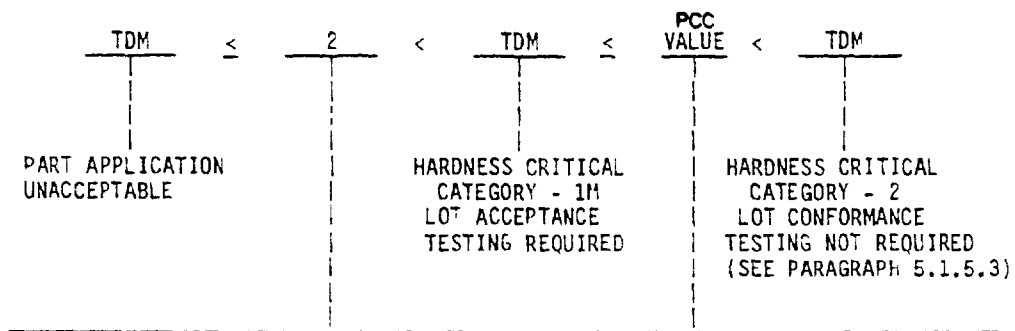 PCC
TDM ≤ 2 < TDM ≤ VALUE < TDM
PART APPLICATION
UNACCEPTABLE
HARDNESS CRITICAL
CATEGORY - 1M
LOT ACCEPTANCE
TESTING REQUIRED
HARDNESS CRITICAL
CATEGORY - 2
LOT CONFORMANCE
TESTING NOT REQUIRED
(SEE PARAGRAPH 5.1.5.3)